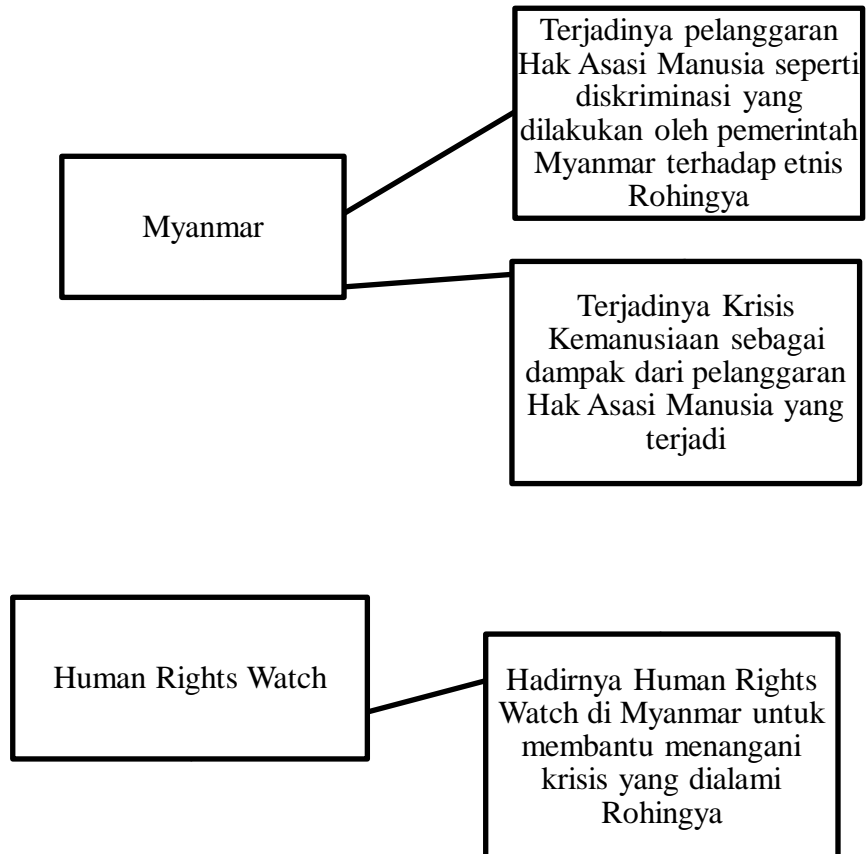 Terjadinya pelanggaran
Hak Asasi Manusia seperti
diskriminasi yang
dilakukan oleh pemerintah
Myanmar terhadap etnis
Rohingya
Myanmar
Terjadinya Krisis
Kemanusiaan sebagai
dampak dari pelanggaran
Hak Asasi Manusia yang
terjadi
Human Rights Watch
Hadirnya Human Rights
Watch di Myanmar untuk
membantu menangani
krisis yang dialami
Rohingya